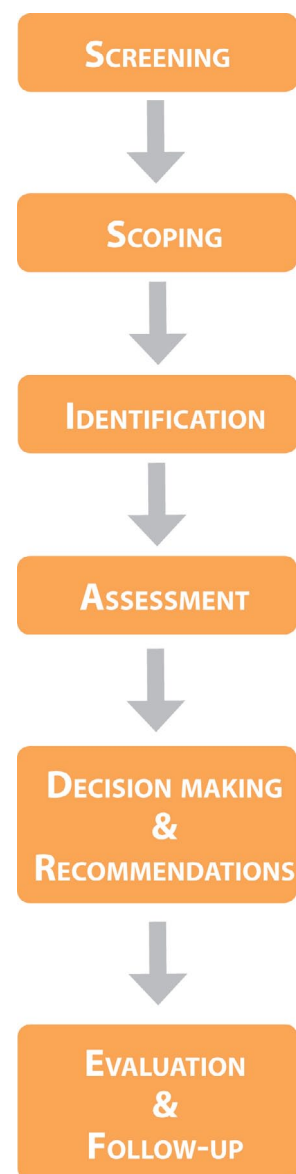 Screening
Scoping
Identification
Assessment
Decision making
&
Recommendations
Evaluation
&
Follow-up